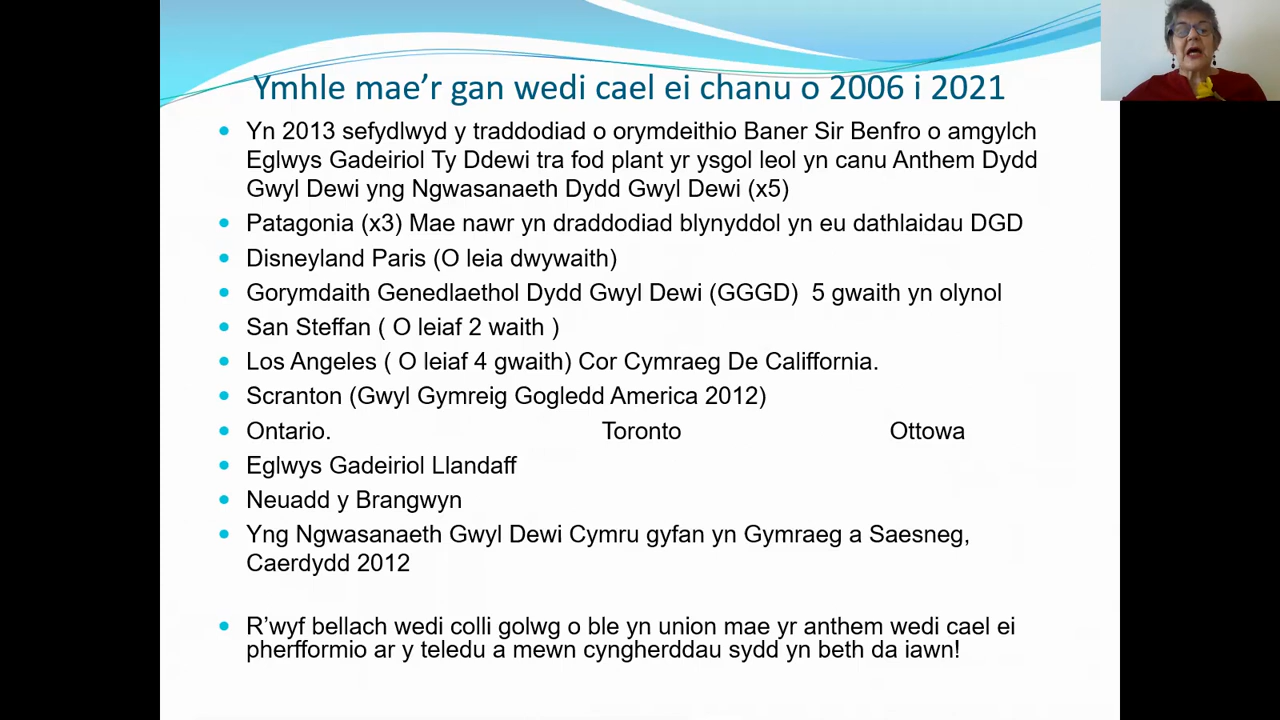 Ymhle mae’r gan wedi cael ei chanu o 2006 i 2021
Yn 2013 sefydlwyd y traddodiad o orymdeithio Baner Sir Benfro o amgylch
Eglwys Gadeiriol Ty Ddewi tra fod plant yr ysgol leol yn canu Anthem Dydd
Gwyl Dewi yng Ngwasanaeth Dydd Gwyl Dewi (x5)
Patagonia (x3) Mae nawr yn draddodiad blynyddol yn eu dathlaidau DGD
Disneyland Paris (O leia dwywaith)
Gorymdaith Genedlaethol Dydd Gwyl Dewi (GGGD) 5 gwaith yn olynol
San Steffan ( O leiaf 2 waith )
Los Angeles ( O leiaf 4 gwaith) Cor Cymraeg De Califfornia.
Scranton (Gwyl Gymreig Gogledd America 2012)
Ontario. Toronto Ottowa
Eglwys Gadeiriol Llandaff
Neuadd y Brangwyn
Yng Ngwasanaeth Gwyl Dewi Cymru gyfan yn Gymraeg a Saesneg,
Caerdydd 2012
R’wyf bellach wedi colli golwg o ble yn union mae yr anthem wedi cael ei
pherfformio ar y teledu a mewn cyngherddau sydd yn beth da iawn!